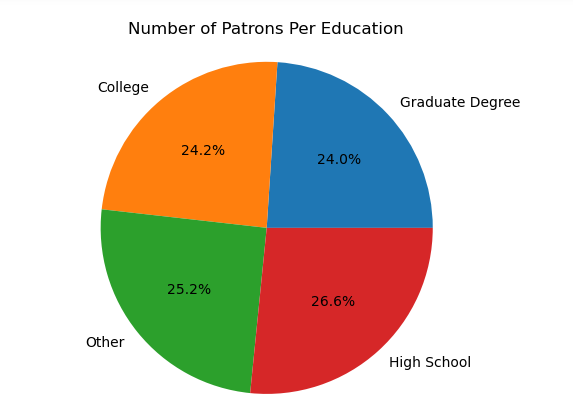 Number of Patrons Per Education
College
Graduate Degree
24.2%
24.0%
25.2%
26.6%
Other
High School